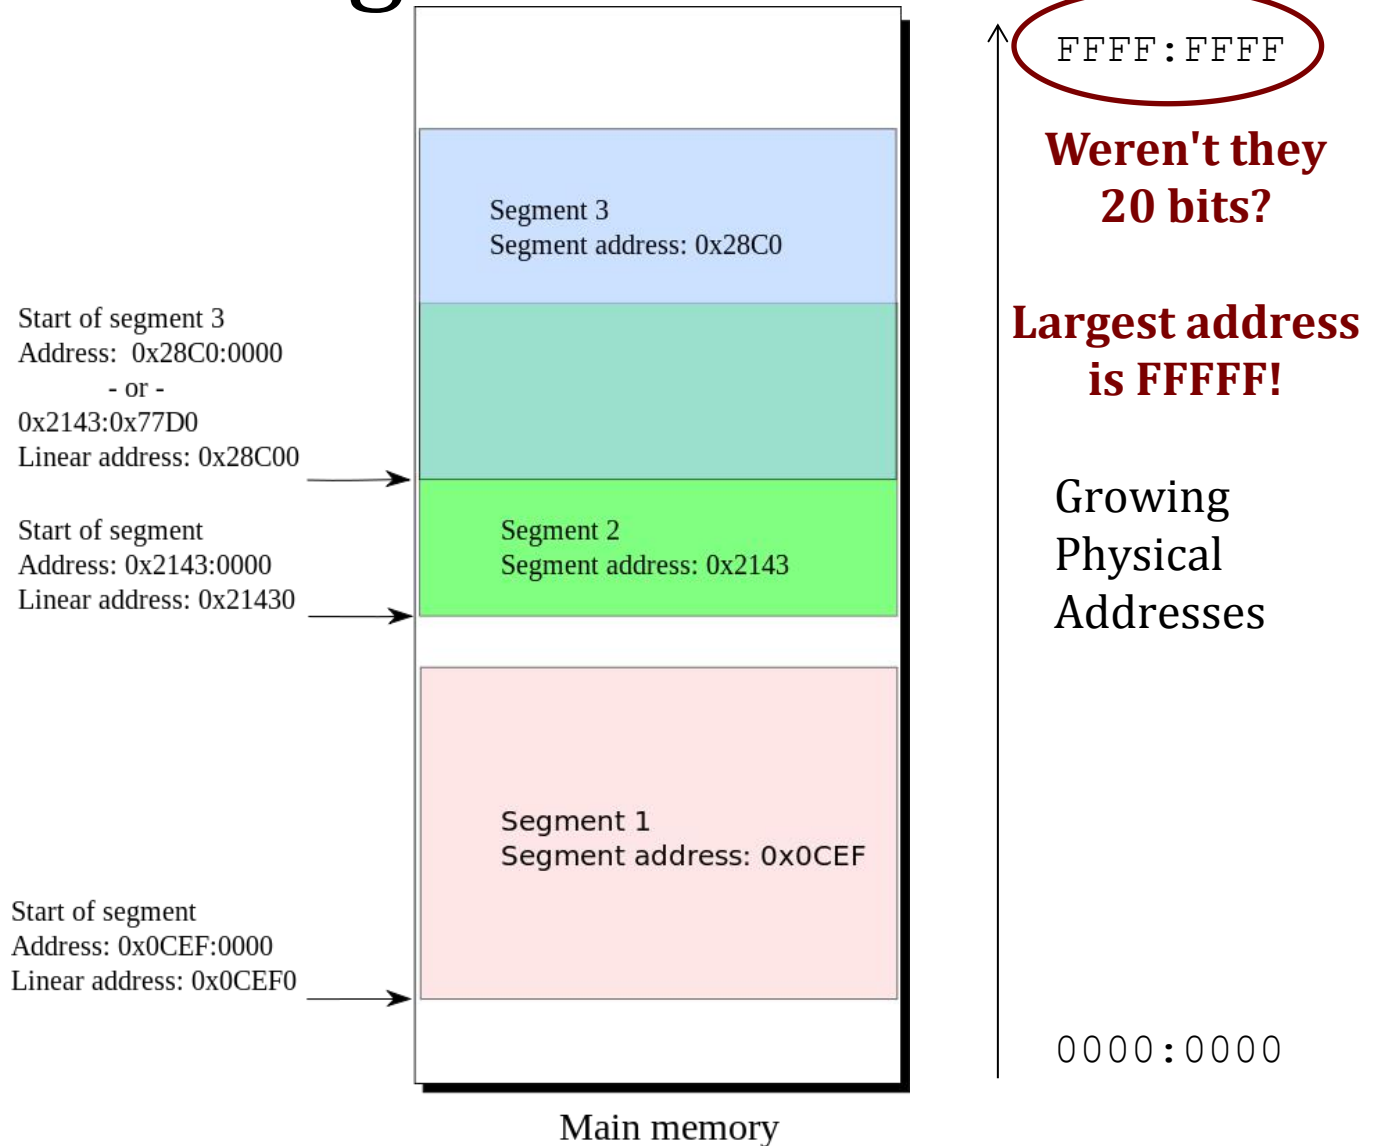 FFFF:FFFF
Weren't they
20 bits?
Largest address
is FFFFF!
Growing
Physical
Addresses
0000:0000
Segment 3
Segment address: 0x28C0
Start of segment 3
Address:  0x28C0:0000
- or -
0x2143:0x77D0
Linear address: 0x28C00
Start of segment
Address: 0x2143:0000
Linear address: 0x21430
Segment 2
Segment address: 0x2143
Segment 1
Segment address: 0x0CEF
Start of segment
Address: 0x0CEF:0000
Linear address: 0x0CEF0
Main memory